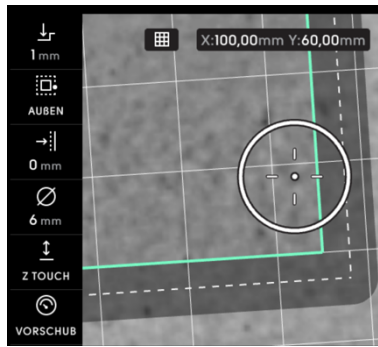 X:100,00mm Y:60,00mm
1 mm
AUßEN
0 mm
6 mm
Z TOUCH
VORSCHUB